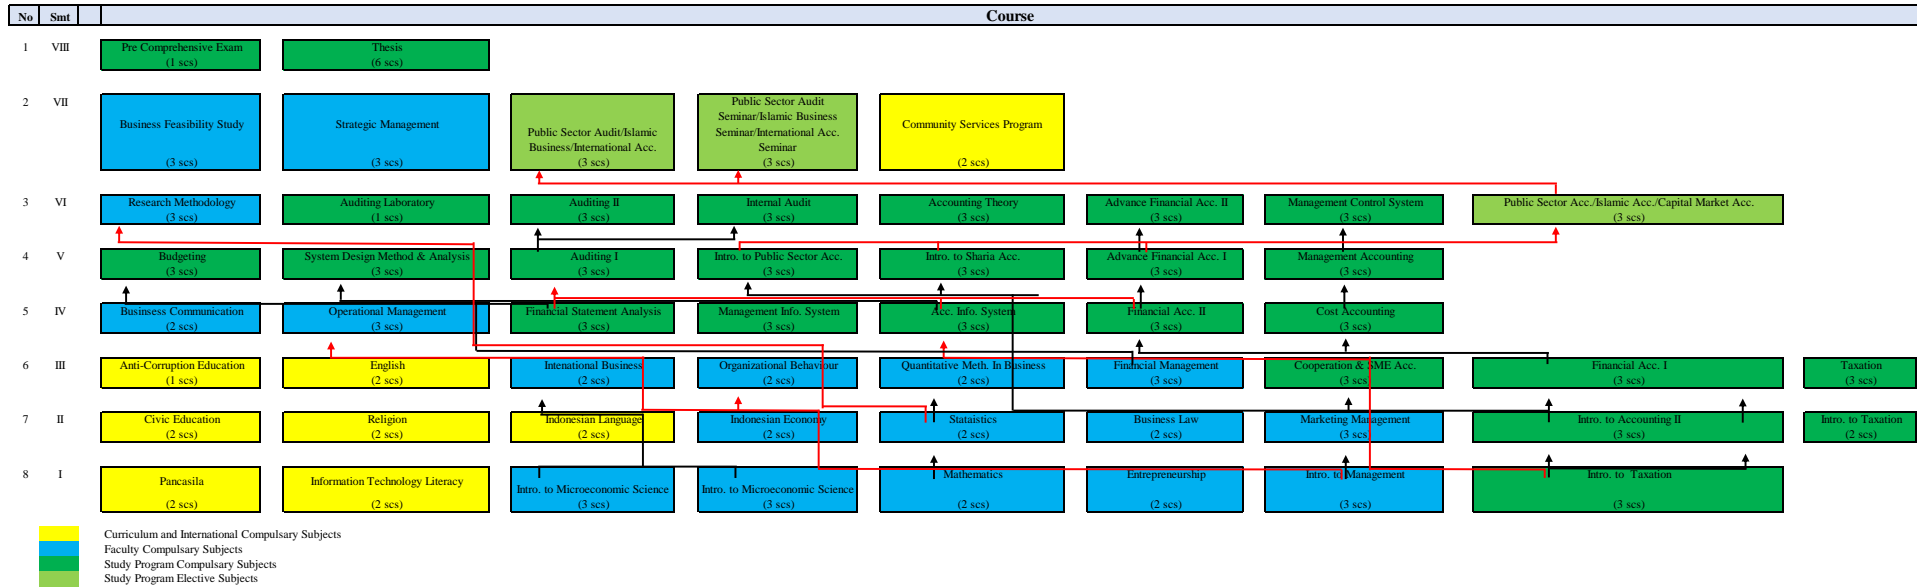 No Smt Course
1 VIII
Pre Comprehensive Exam
(1 scs)
Thesis
(6 scs)
2 VII
Business Feasibility Study
(3 scs)
Strategic Management
(3 scs)
Public Sector Audit/Islamic
Business/International Acc.
(3 scs)
Public Sector Audit
Seminar/Islamic Business
Seminar/International Acc.
Seminar
(3 scs)
Community Services Program
(2 scs)
3 VI
Research Methodology
(3 scs)
Auditing Laboratory
(1 scs)
Auditing II
(3 scs)
Internal Audit
(3 scs)
Accounting Theory
(3 scs)
Advance Financial Acc. II
(3 scs)
Management Control System
(3 scs)
Public Sector Acc./Islamic Acc./Capital Market Acc.
(3 scs)
4 V
Budgeting
(3 scs)
System Design Method & Analysis
(3 scs)
Auditing I
(3 scs)
Intro. to Public Sector Acc.
(3 scs)
Intro. to Sharia Acc.
(3 scs)
Advance Financial Acc. I
(3 scs)
Management Accounting
(3 scs)
5 IV
Businsess Communication
(2 scs)
Operational Management
(3 scs)
Financial Statement Analysis
(3 scs)
Management Info. System
(3 scs)
Acc. Info. System
(3 scs)
Financial Acc. II
(3 scs)
Cost Accounting
(3 scs)
6 III
Anti-Corruption Education
(1 scs)
English
(2 scs)
Intenational Business
(2 scs)
Organizational Behaviour
(2 scs)
Quantitative Meth. In Business
(2 scs)
Financial Management
(3 scs)
Cooperation & SME Acc.
(3 scs)
Financial Acc. I
(3 scs)
Taxation
(3 scs)
7 II
Civic Education
(2 scs)
Religion
(2 scs)
Indonesian Language
(2 scs)
Indonesian Economy
(2 scs)
Stataistics
(2 scs)
Business Law
(2 scs)
Marketing Management
(3 scs)
Intro. to Accounting II
(3 scs)
Intro. to Taxation
(2 scs)
8 I
Pancasila
(2 scs)
Information Technology Literacy
(2 scs)
Intro. to Microeconomic Science
(3 scs)
Intro. to Microeconomic Science
(3 scs)
Mathematics
(2 scs)
Entrepreneurship
(2 scs)
Intro. to Management
(3 scs)
Intro. to Taxation
(3 scs)
Curriculum and International Compulsary Subjects
Faculty Compulsary Subjects
Study Program Compulsary Subjects
Study Program Elective Subjects